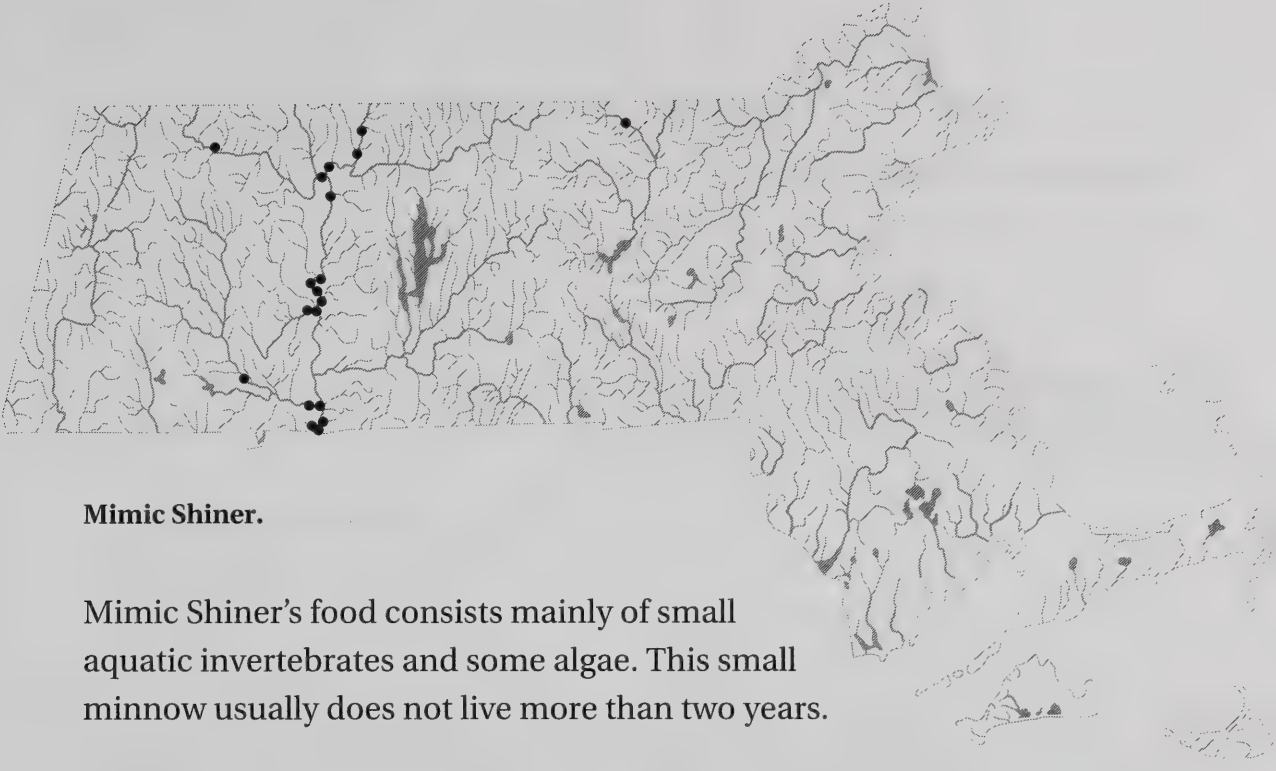 Mimic Shiner.
Mimic Shiner’s food consists mainly of small
aquatic invertebrates and some algae. This small
minnow usually does not live more than two years.